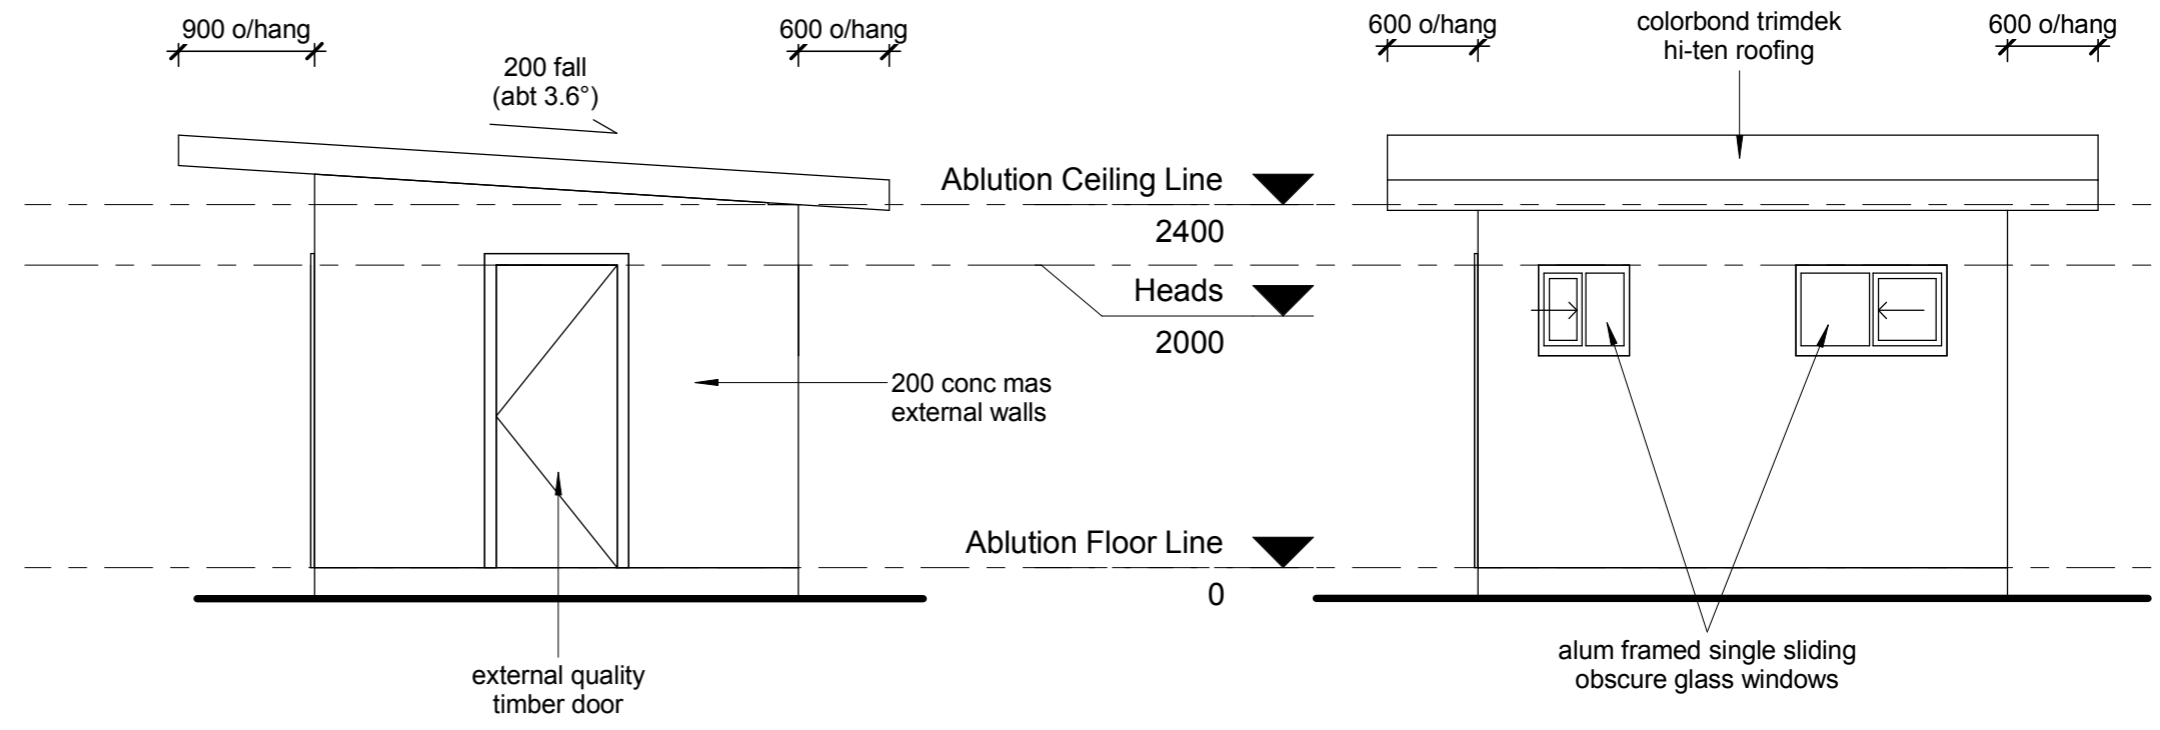 900 o/hang
600 o/hang
200 fall
(abt 3.6°)
600 o/hang
colorbond trimdek
hi-ten roofing
600 o/hang
Ablution Ceiling Line
2400
Heads
2000
200 conc mas
external walls
Ablution Floor Line
0
external quality
timber door
alum framed single sliding
obscure glass windows